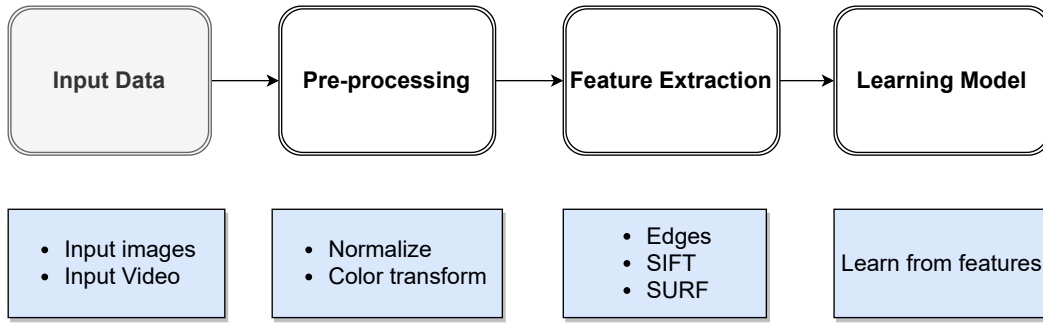 Input Data
Pre-processing
Feature Extraction
Learning Model
• Input images
• Input Video
• Normalize
• Color transform
• Edges
• SIFT
• SURF
Learn from features